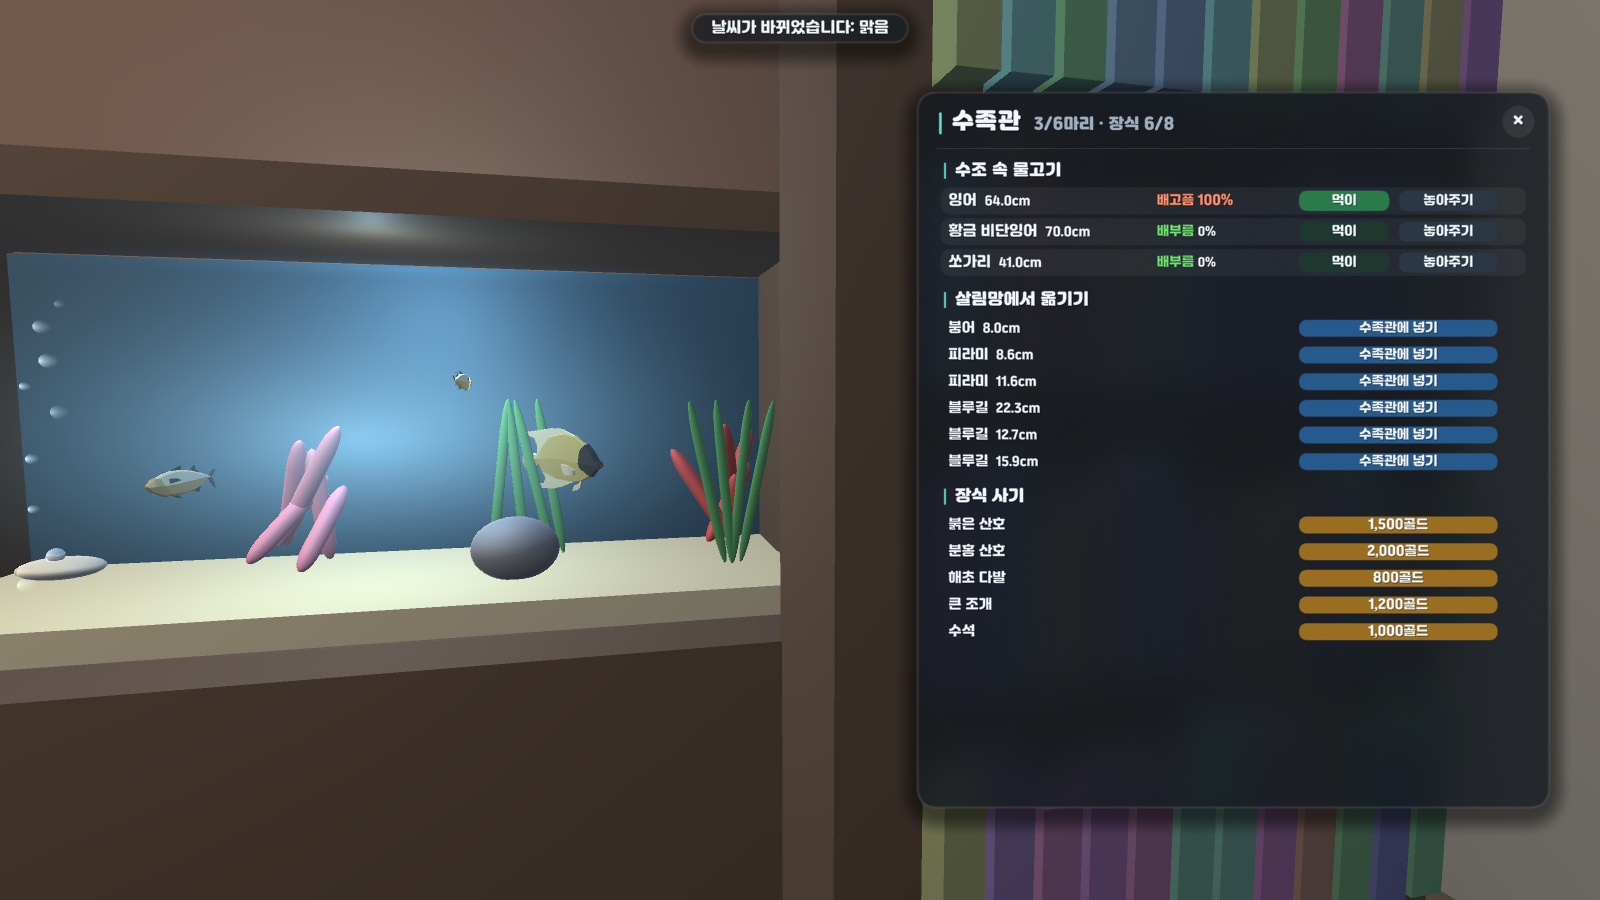 날씨가 바뀌었습니다: 맑음
수족관 3/6마리 · 장식 6/8
수조 속 물고기
잉어 64.0cm 배고픔 100% 먹이 놓아주기
황금 비단잉어 70.0cm 배부름 0% 먹이 놓아주기
쏘가리 41.0cm 배부름 0% 먹이 놓아주기
살림망에서 옮기기
붕어 8.0cm 수족관에 넣기
피라미 8.6cm 수족관에 넣기
피라미 11.6cm 수족관에 넣기
블루길 22.3cm 수족관에 넣기
블루길 12.7cm 수족관에 넣기
블루길 15.9cm 수족관에 넣기
장식 사기
붉은 산호 1,500골드
분홍 산호 2,000골드
해초 다발 800골드
큰 조개 1,200골드
수석 1,000골드